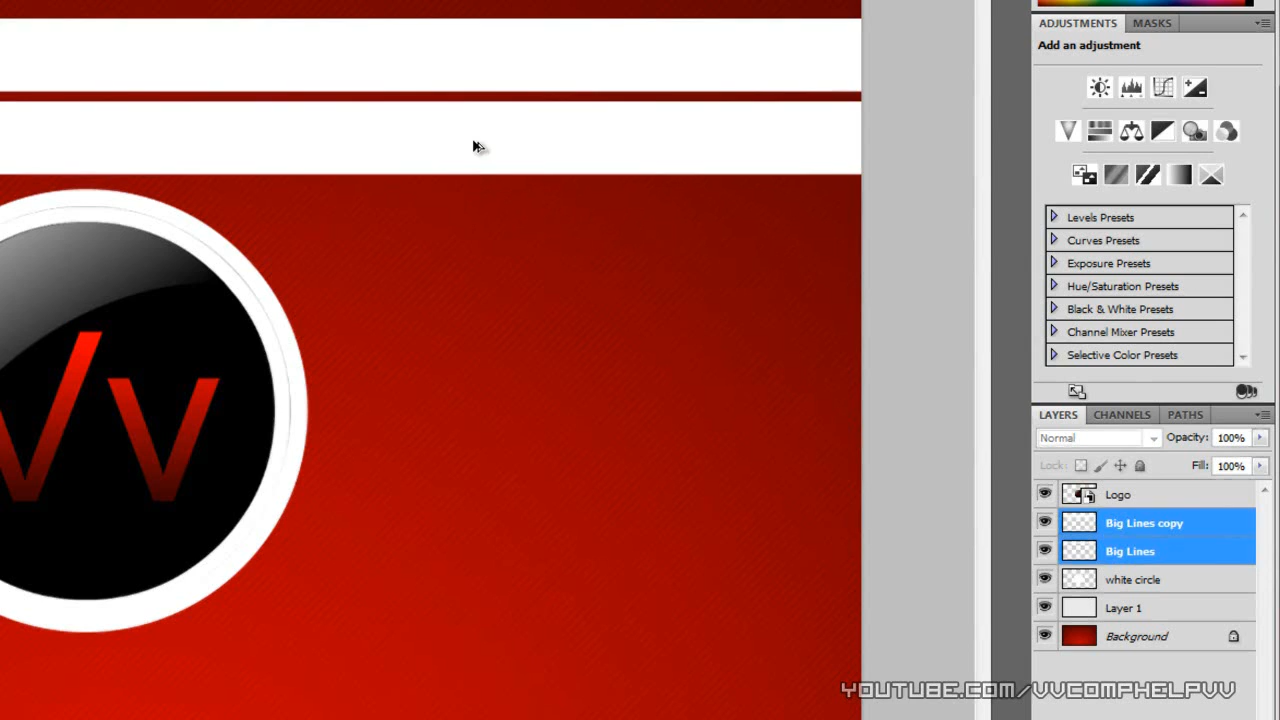 ADJUSTMENTS MASKS
Add an adjustment
Levels Presets
Curves Presets
Exposure Presets
Hue/Saturation Presets
Black & White Presets
Channel Mixer Presets
Selective Color Presets
LAYERS CHANNELS PATHS
Normal Opacity: 100%
Lock: Fill: 100%
Logo
Big Lines copy
Big Lines
white circle
Layer 1
Background
Vv
YOUTUBE.COM/VVCOMPHELPVV